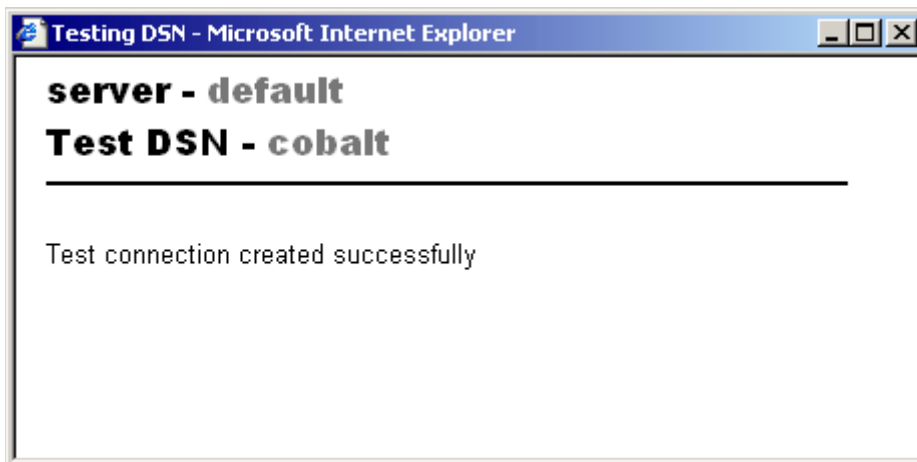 Testing DSN - Microsoft Internet Explorer
server - default
Test DSN - cobalt
Test connection created successfully